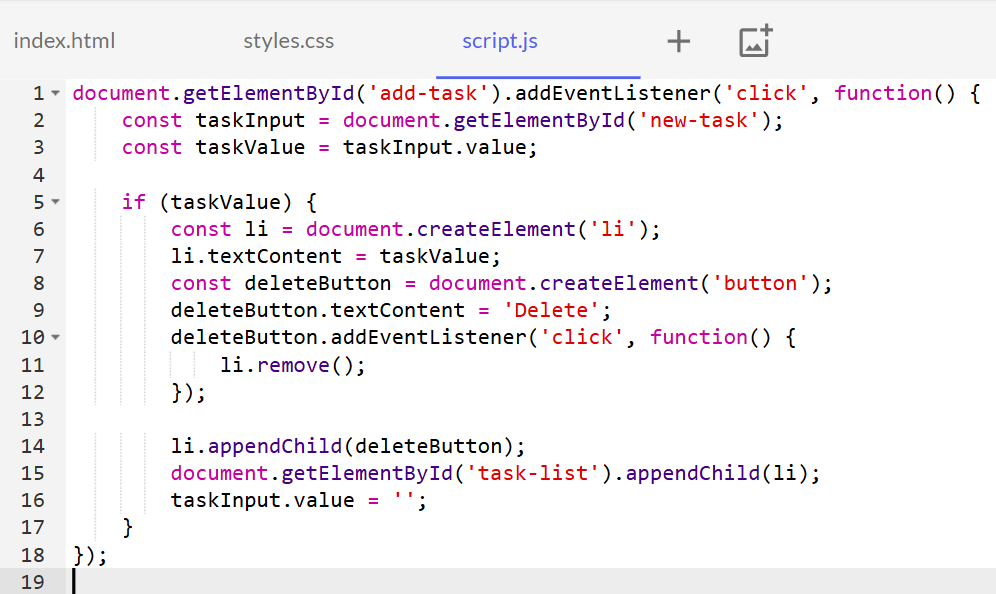 index.html styles.css script.js
1 document.getElementById('add-task').addEventListener('click', function() {
2     const taskInput = document.getElementById('new-task');
3     const taskValue = taskInput.value;
4
5     if (taskValue) {
6         const li = document.createElement('li');
7         li.textContent = taskValue;
8         const deleteButton = document.createElement('button');
9         deleteButton.textContent = 'Delete';
10         deleteButton.addEventListener('click', function() {
11             li.remove();
12         });
13
14         li.appendChild(deleteButton);
15         document.getElementById('task-list').appendChild(li);
16         taskInput.value = '';
17     }
18 });
19